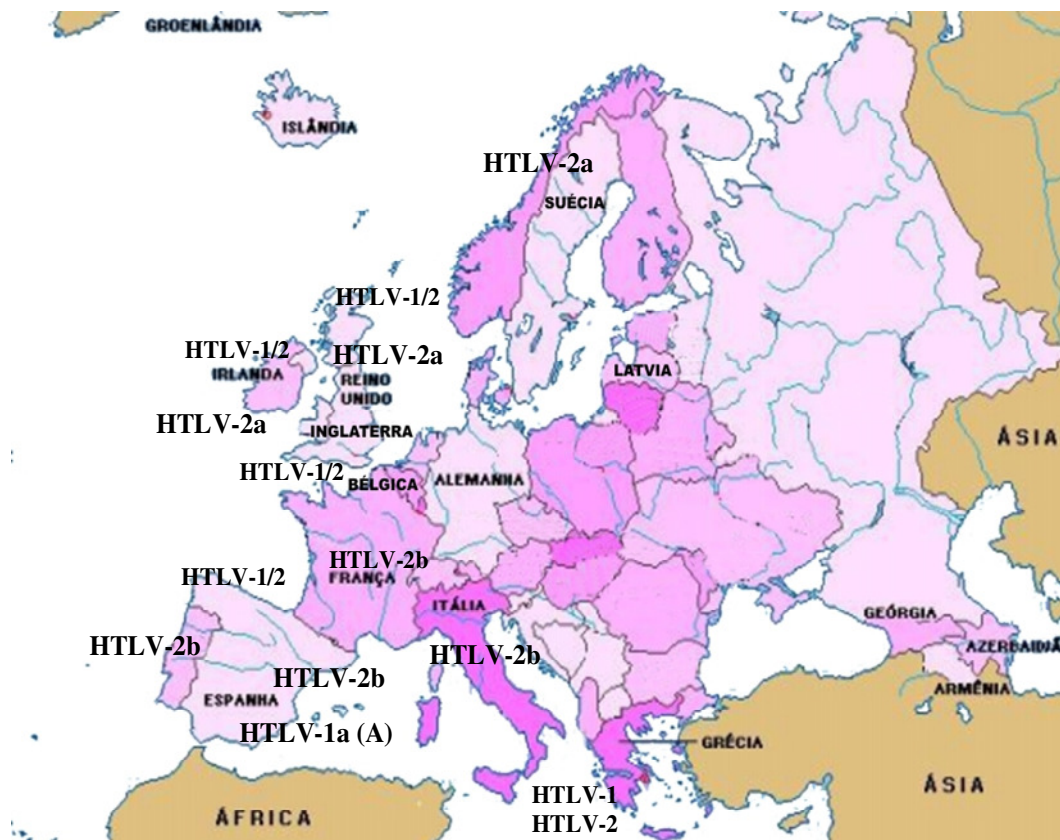 GROENLÂNDIA
ISLÂNDIA
HTLV-2a
SUÉCIA
HTLV-1/2
HTLV-1/2
HTLV-2a
IRLANDA
REINO
UNIDO
LATVIA
HTLV-2a
INGLATERRA
ÁSIA
HTLV-1/2
BÉLGICA
ALEMANHA
HTLV-2b
FRANÇA
HTLV-1/2
ITÁLIA
GEÓRGIA
HTLV-2b
HTLV-2b
AZERBAIDJÃ
HTLV-2b
ARMÊNIA
ESPANHA
HTLV-1a (A)
GRÉCIA
ÁSIA
HTLV-1
HTLV-2
ÁFRICA